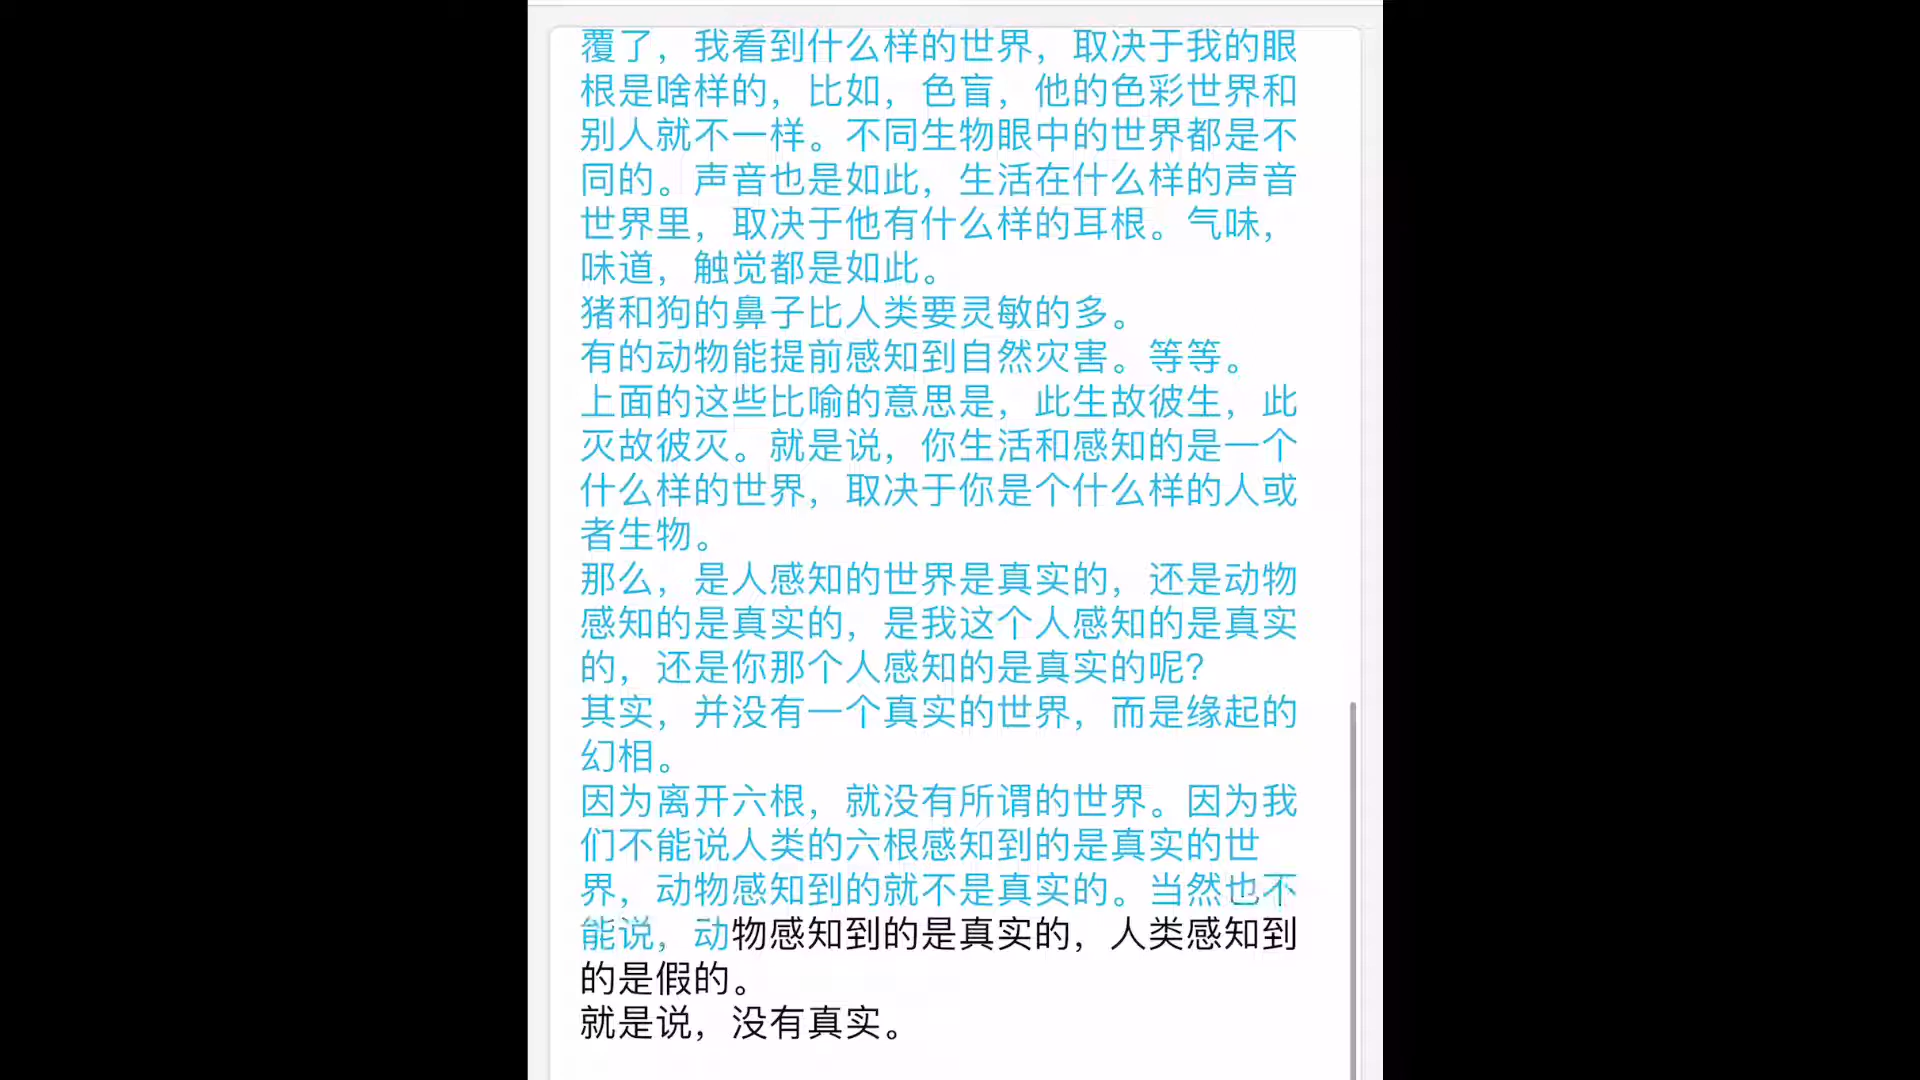 覆了，我看到什么样的世界，取决于我的眼
根是啥样的，比如，色盲，他的色彩世界和
别人就不一样。不同生物眼中的世界都是不
同的。声音也是如此，生活在什么样的声音
世界里，取决于他有什么样的耳根。气味，
味道，触觉都是如此。
猪和狗的鼻子比人类要灵敏的多。
有的动物能提前感知到自然灾害。等等。
上面的这些比喻的意思是，此生故彼生，此
灭故彼灭。就是说，你生活和感知的是一个
什么样的世界，取决于你是个什么样的人或
者生物。
那么，是人感知的世界是真实的，还是动物
感知的是真实的，是我这个人感知的是真实
的，还是你那个人感知的是真实的呢？
其实，并没有一个真实的世界，而是缘起的
幻相。
因为离开六根，就没有所谓的世界。因为我
们不能说人类的六根感知到的是真实的世
界，动物感知到的就不是真实的。当然也不
能说，动物感知到的是真实的，人类感知到
的是假的。
就是说，没有真实。